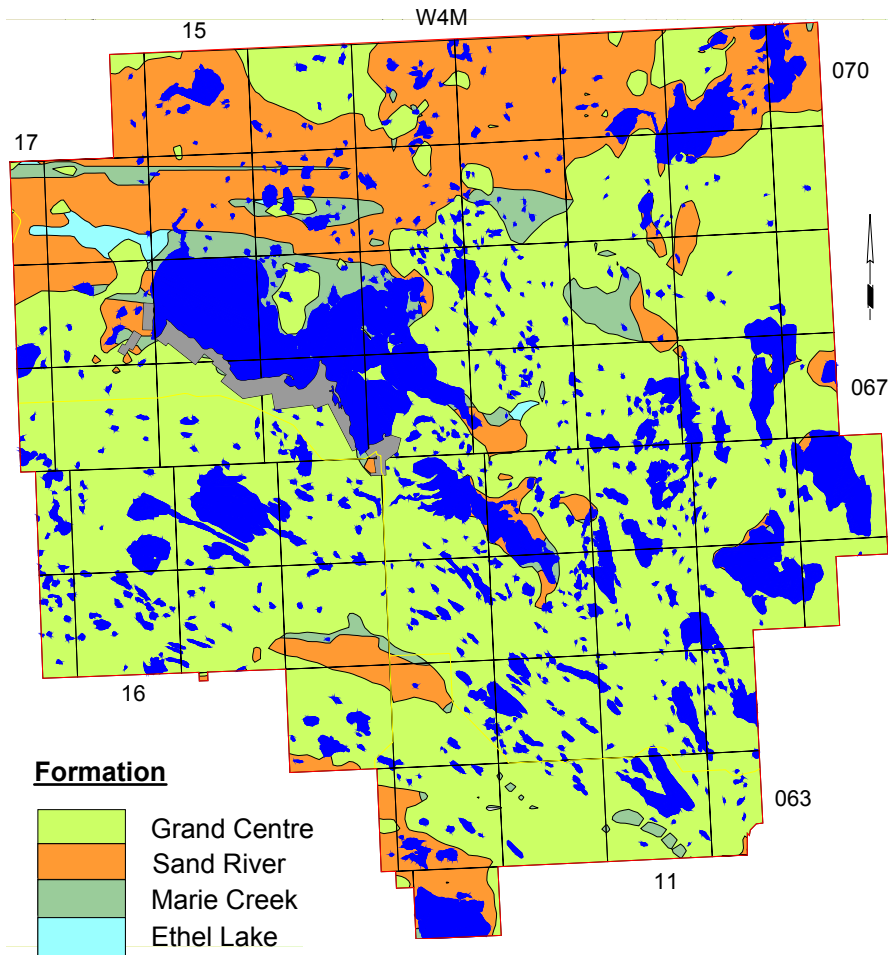 W4M
15
070
17
067
16
Formation
063
Grand Centre
Sand River
11
Marie Creek
Ethel Lake